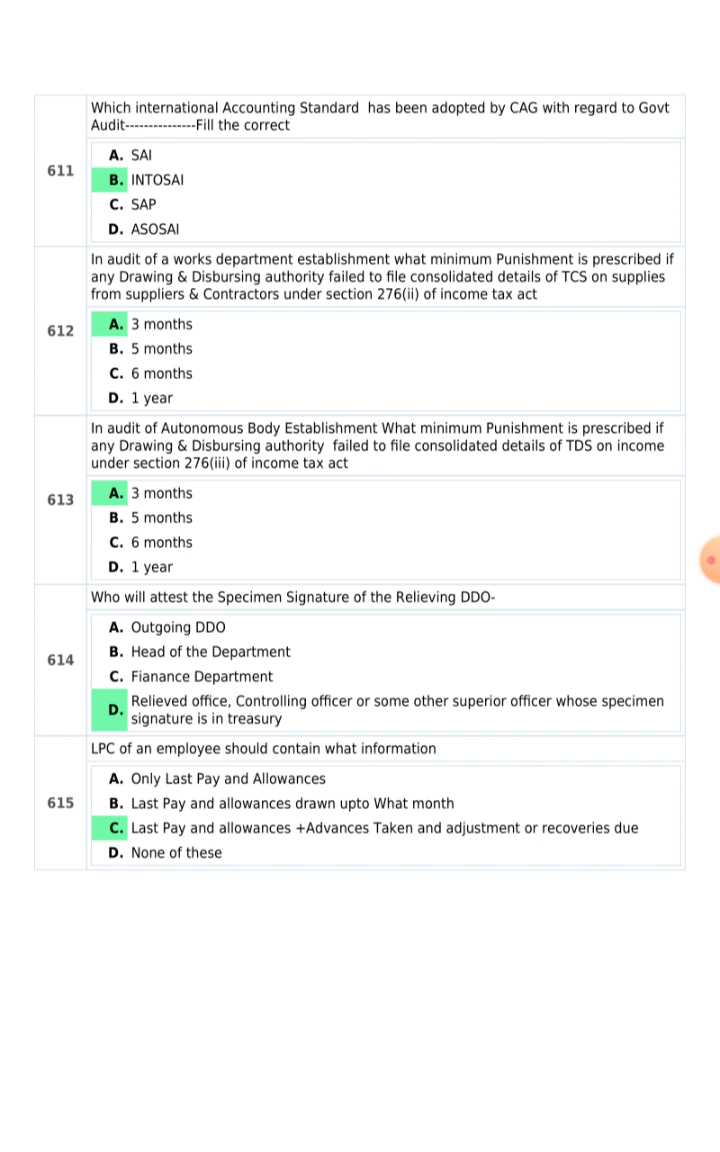 Which international Accounting Standard has been adopted by CAG with regard to Govt
Audit---------------Fill the correct
611
A. SAI
B. INTOSAI
C. SAP
D. ASOSAI
In audit of a works department establishment what minimum Punishment is prescribed if
any Drawing & Disbursing authority failed to file consolidated details of TCS on supplies
from suppliers & Contractors under section 276(ii) of income tax act
612
A. 3 months
B. 5 months
C. 6 months
D. 1 year
In audit of Autonomous Body Establishment What minimum Punishment is prescribed if
any Drawing & Disbursing authority failed to file consolidated details of TDS on income
under section 276(iii) of income tax act
613
A. 3 months
B. 5 months
C. 6 months
D. 1 year
Who will attest the Specimen Signature of the Relieving DDO-
614
A. Outgoing DDO
B. Head of the Department
C. Fianance Department
D. Relieved office, Controlling officer or some other superior officer whose specimen
signature is in treasury
LPC of an employee should contain what information
615
A. Only Last Pay and Allowances
B. Last Pay and allowances drawn upto What month
C. Last Pay and allowances +Advances Taken and adjustment or recoveries due
D. None of these